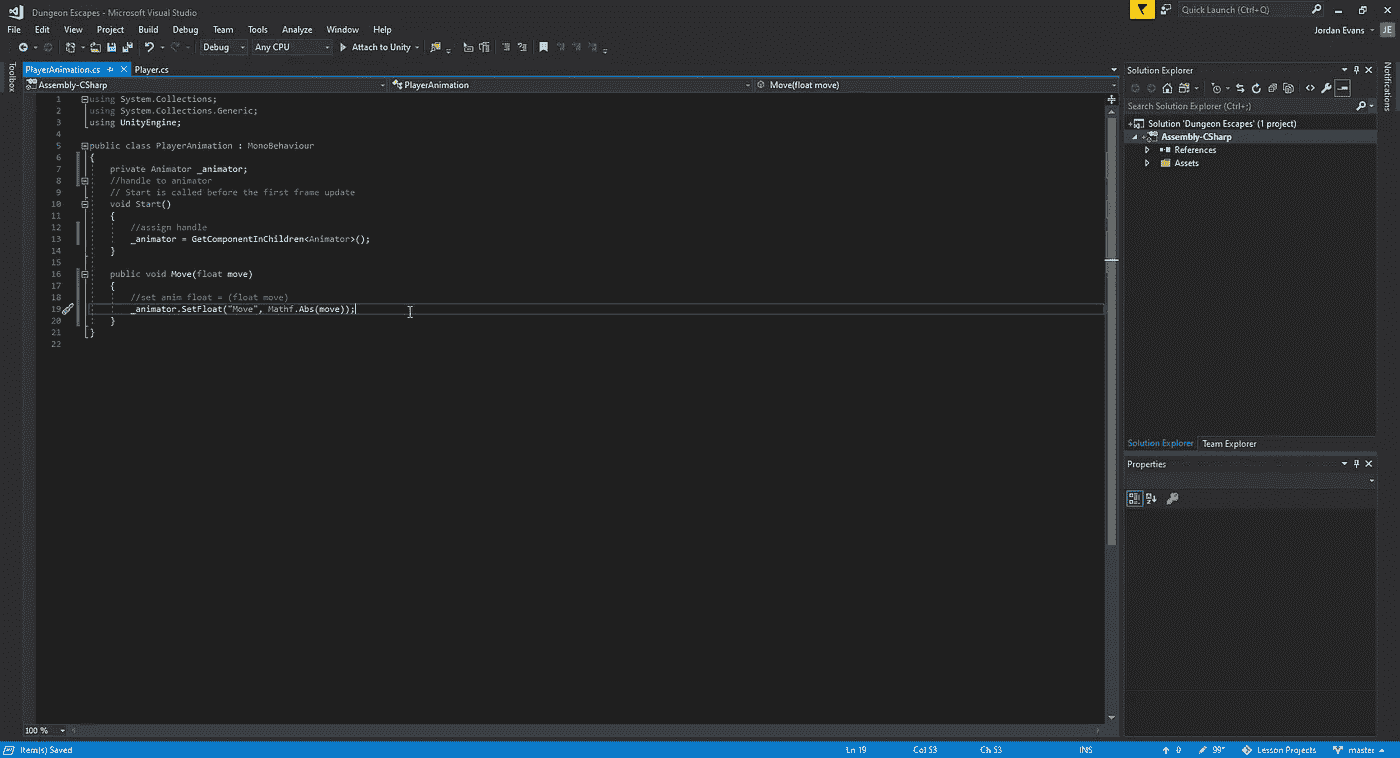 Dungeon Escapes - Microsoft Visual Studio
Quick Launch (Ctrl+Q)
File Edit View Project Build Debug Team Tools Analyze Window Help
Jordan Evans JE
Debug Any CPU Attach to Unity
Toolbox
PlayerAnimation.cs Player.cs
Assembly-CSharp PlayerAnimation Move(float move)
1 using System.Collections;
2 using System.Collections.Generic;
3 using UnityEngine;
4
5 public class PlayerAnimation : MonoBehaviour
6 {
7 private Animator _animator;
8 //handle to animator
9 // Start is called before the first frame update
10 void Start()
11 {
12 //assign handle
13 _animator = GetComponentInChildren<Animator>();
14 }
15
16 public void Move(float move)
17 {
18 //set anim float = (float move)
19 _animator.SetFloat("Move", Mathf.Abs(move));
20 }
21 }
22
100 %
Solution Explorer
Search Solution Explorer (Ctrl+;)
Solution 'Dungeon Escapes' (1 project)
Assembly-CSharp
References
Assets
Solution Explorer Team Explorer
Properties
Notifications
Item(s) Saved Ln 19 Col 53 Ch 53 INS 0 99* Lesson Projects master